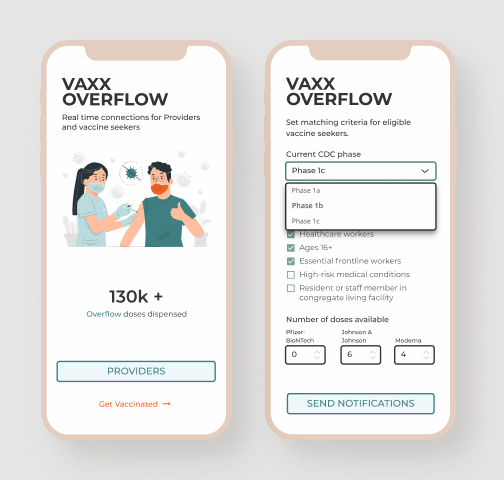 VAXX
OVERFLOW
Real time connections for Providers
and vaccine seekers
130k +
Overflow doses dispensed
PROVIDERS
Get Vaccinated →
VAXX
OVERFLOW
Set matching criteria for eligible
vaccine seekers.
Current CDC phase
Phase 1c
Phase 1a
Phase 1b
Phase 1c
Healthcare workers
Ages 16+
Essential frontline workers
High-risk medical conditions
Resident or staff member in
congregate living facility
Number of doses available
Pfizer-
BioNTech
Johnson &
Johnson
Moderna
0
6
4
SEND NOTIFICATIONS